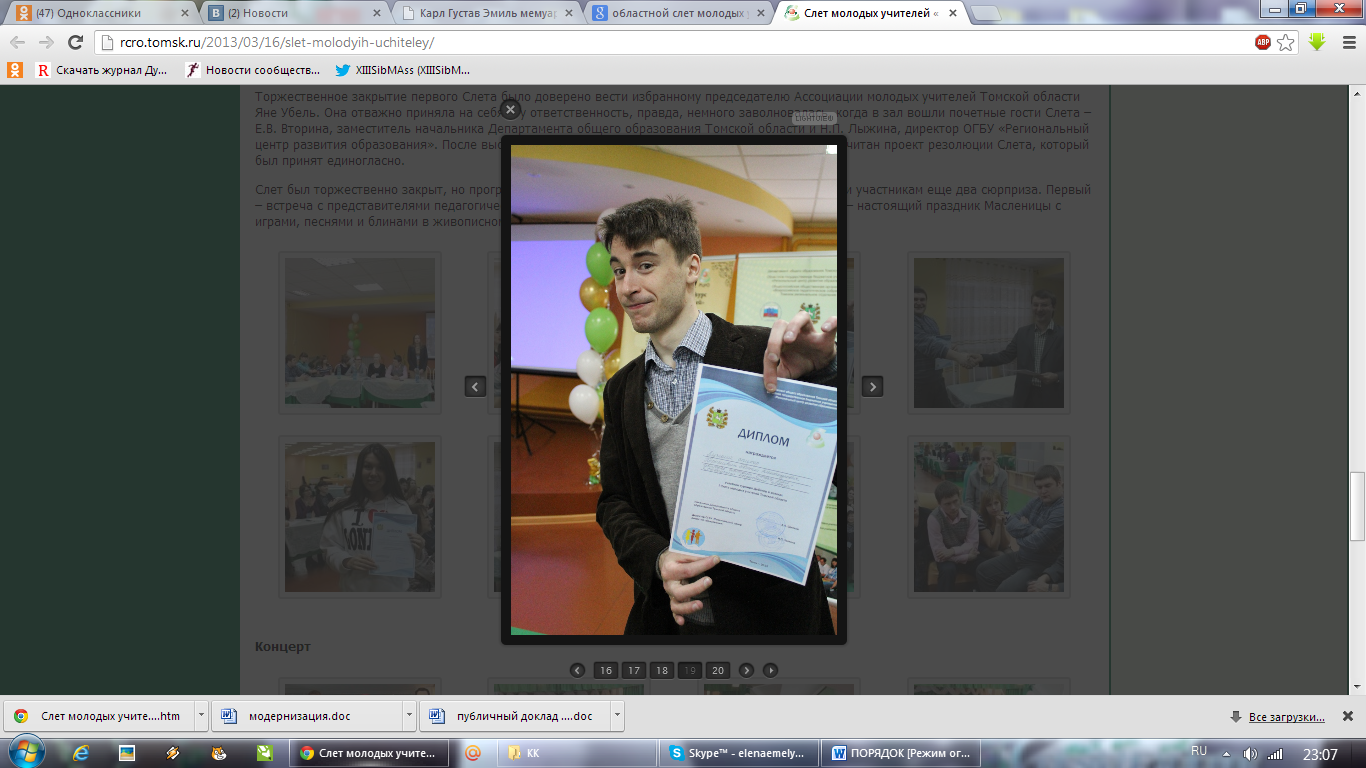 (47) Одноклассники
(2) Новости
Карл Густав Эмиль мемуар
областной слет молодых
Слет молодых учителей «
rcro.tomsk.ru/2013/03/16/slet-molodyih-uchiteley/
ABP
Скачать журнал Ду...
Новости сообществ...
XIIISibMAss (XIIISibM...
Торжественное закрытие первого Слета было доверено вести избранному председателю Ассоциации молодых учителей Томской области
Яне Убель. Она отважно приняла на себя эту ответственность, правда, немного заволновалась, когда в зал вошли почетные гости Слета –
Е.В. Вторина, заместитель начальника Департамента общего образования Томской области и Н.П. Лыжина, директор ОГБУ «Региональный
центр развития образования». После выс читан проект резолюции Слета, который
был принят единогласно.
LIGHTVIEW
Слет был торжественно закрыт, но прогр и участникам еще два сюрприза. Первый
– встреча с представителями педагогиче – настоящий праздник Масленицы с
играми, песнями и блинами в живописно
ДИПЛОМ
награждается
Концерт
16 17 18 19 20
Слет молодых учите....htm
модернизация.doc
публичный доклад ....doc
Все загрузки...
Слет молодых учите...
КК
Skype™ - elenaemely...
ПОРЯДОК [Режим ог...
RU
23:07